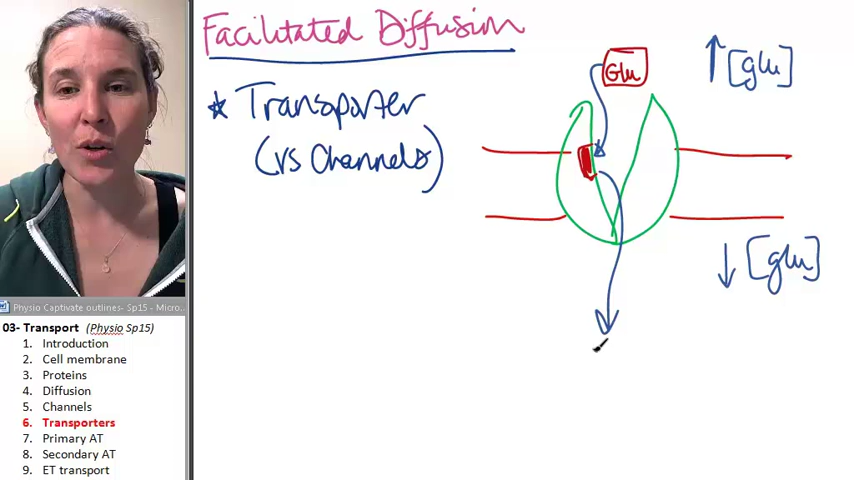 Facilitated Diffusion
Glu
↑[glu]
* Transporter
(vs Channels)
↓[glu]
Physio Captivate outlines- Sp15 - Micro...
03- Transport (Physio Sp15)
1. Introduction
2. Cell membrane
3. Proteins
4. Diffusion
5. Channels
6. Transporters
7. Primary AT
8. Secondary AT
9. ET transport